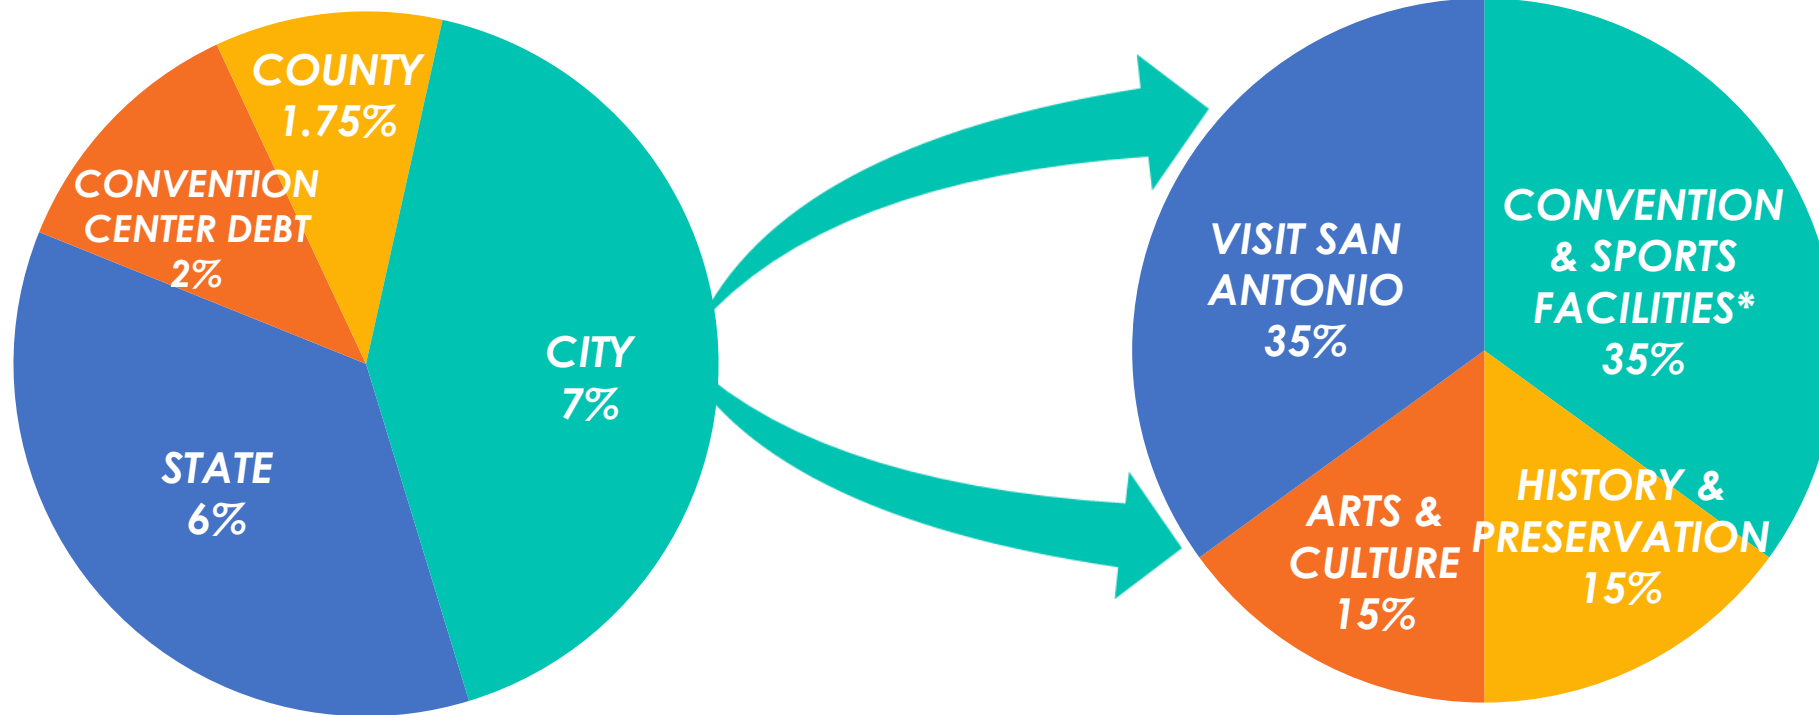 COUNTY
1.75%
CONVENTION
CENTER DEBT
2%
CITY
7%
STATE
6%
VISIT SAN
ANTONIO
35%
CONVENTION
& SPORTS
FACILITIES*
35%
ARTS &
CULTURE
15%
HISTORY &
PRESERVATION
15%